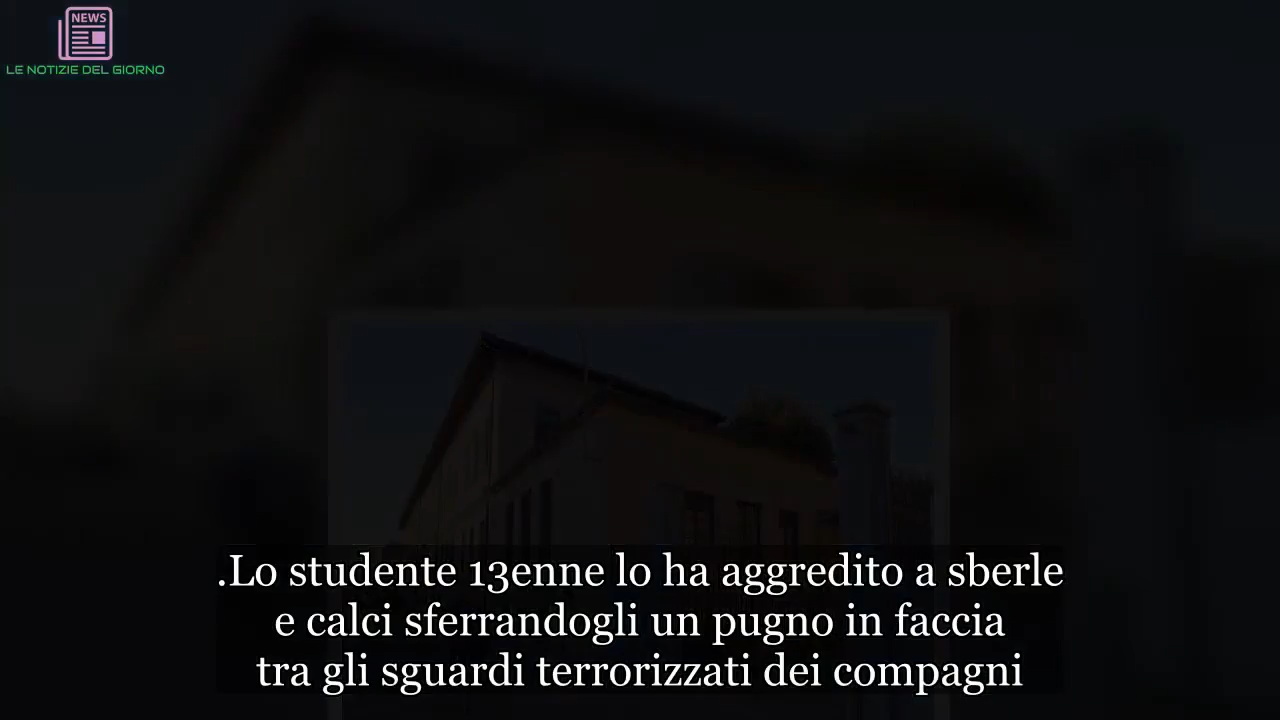 NEWS
LE NOTIZIE DEL GIORNO
.Lo studente 13enne lo ha aggredito a sberle
e calci sferrandogli un pugno in faccia
tra gli sguardi terrorizzati dei compagni